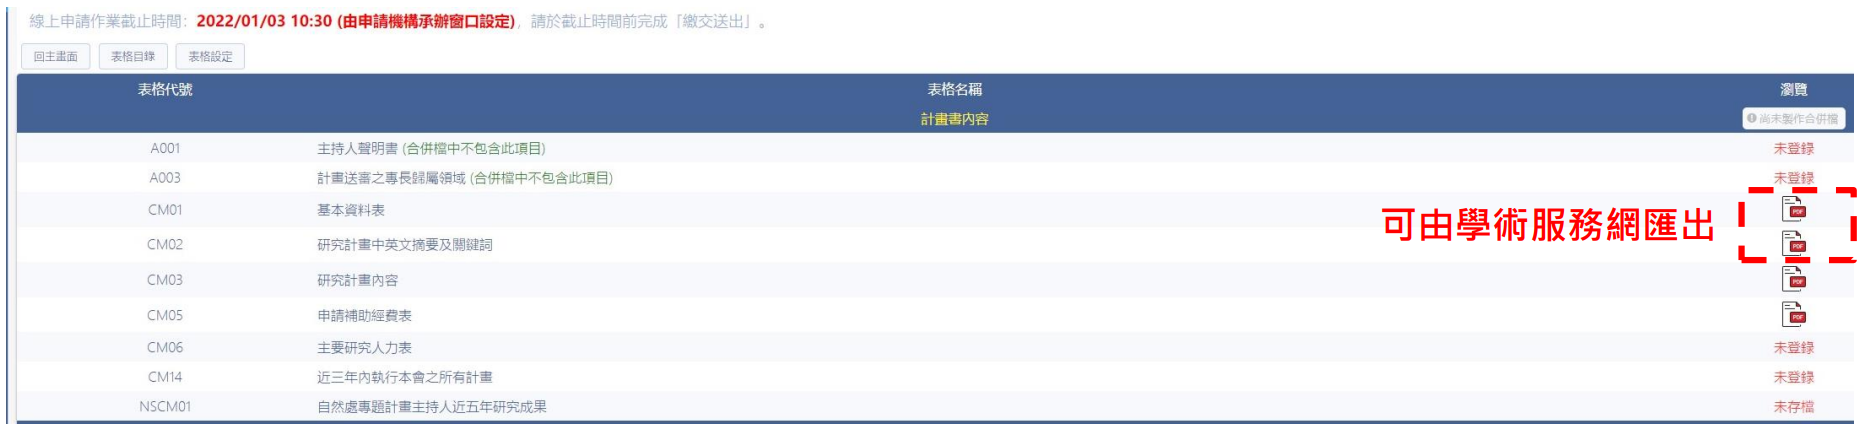 線上申請作業截止時間: 2022/01/03 10:30 (由申請機構承辦窗口設定), 請於截止時間前完成「繳交送出」。
回主畫面 表格目錄 表格設定
表格代號 表格名稱 瀏覽
計畫書內容 尚未製作合併檔
A001 主持人聲明書 (合併檔中不包含此項目) 未登錄
A003 計畫送審之專長歸屬領域 (合併檔中不包含此項目) 未登錄
CM01 基本資料表 PDF
可由學術服務網匯出
CM02 研究計畫中英文摘要及關鍵詞 PDF
CM03 研究計畫內容 PDF
CM05 申請補助經費表 PDF
CM06 主要研究人力表 未登錄
CM14 近三年內執行本會之所有計畫 未登錄
NSCM01 自然處專題計畫主持人近五年研究成果 未存檔